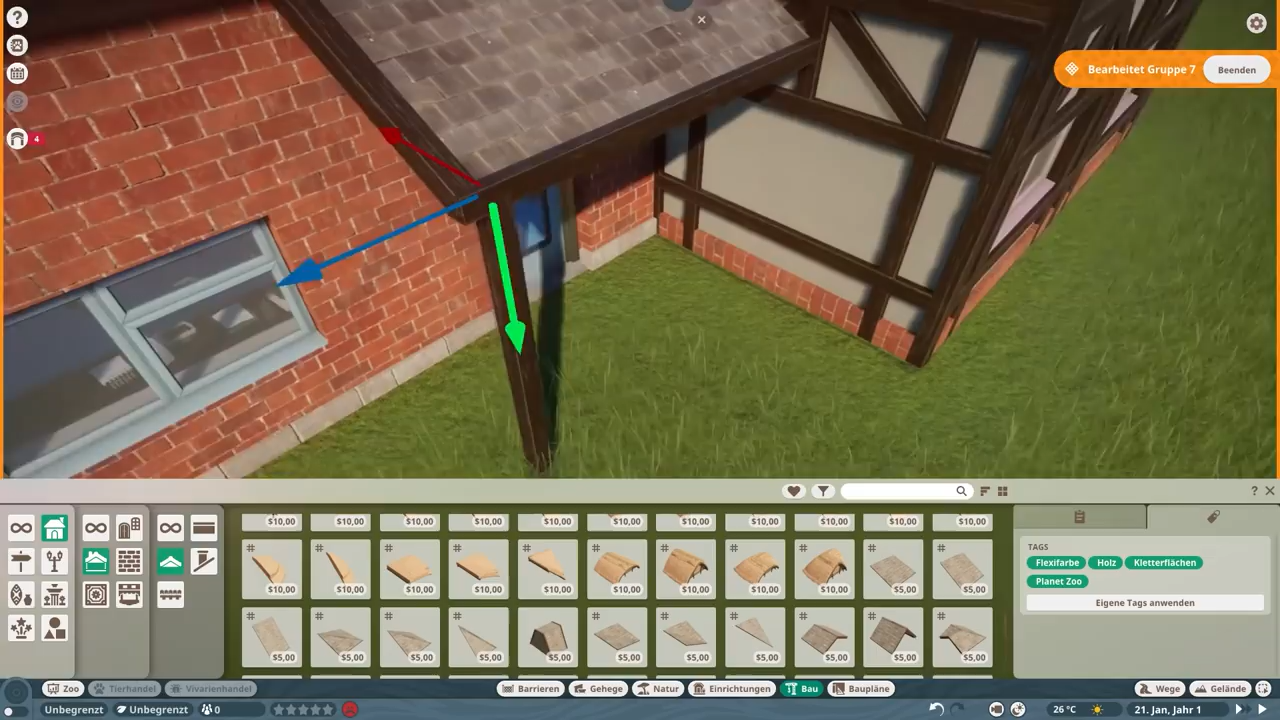 ?
4
Bearbeitet Gruppe 7 Beenden
? 
TAGS
Flexifarbe Holz Kletterflächen
Planet Zoo
Eigene Tags anwenden
$10,00 $10,00 $10,00 $10,00 $10,00 $10,00 $10,00 $10,00 $10,00 $10,00 $10,00
$10,00 $10,00 $10,00 $10,00 $10,00 $10,00 $10,00 $10,00 $10,00 $5,00 $5,00
$5,00 $5,00 $5,00 $5,00 $5,00 $5,00 $5,00 $5,00 $5,00 $5,00 $5,00
Zoo Tierhandel Vivarienhandel Barrieren Gehege Natur Einrichtungen Bau Baupläne Wege Gelände
Unbegrenzt Unbegrenzt 0 26 °C 21. Jan, Jahr 1